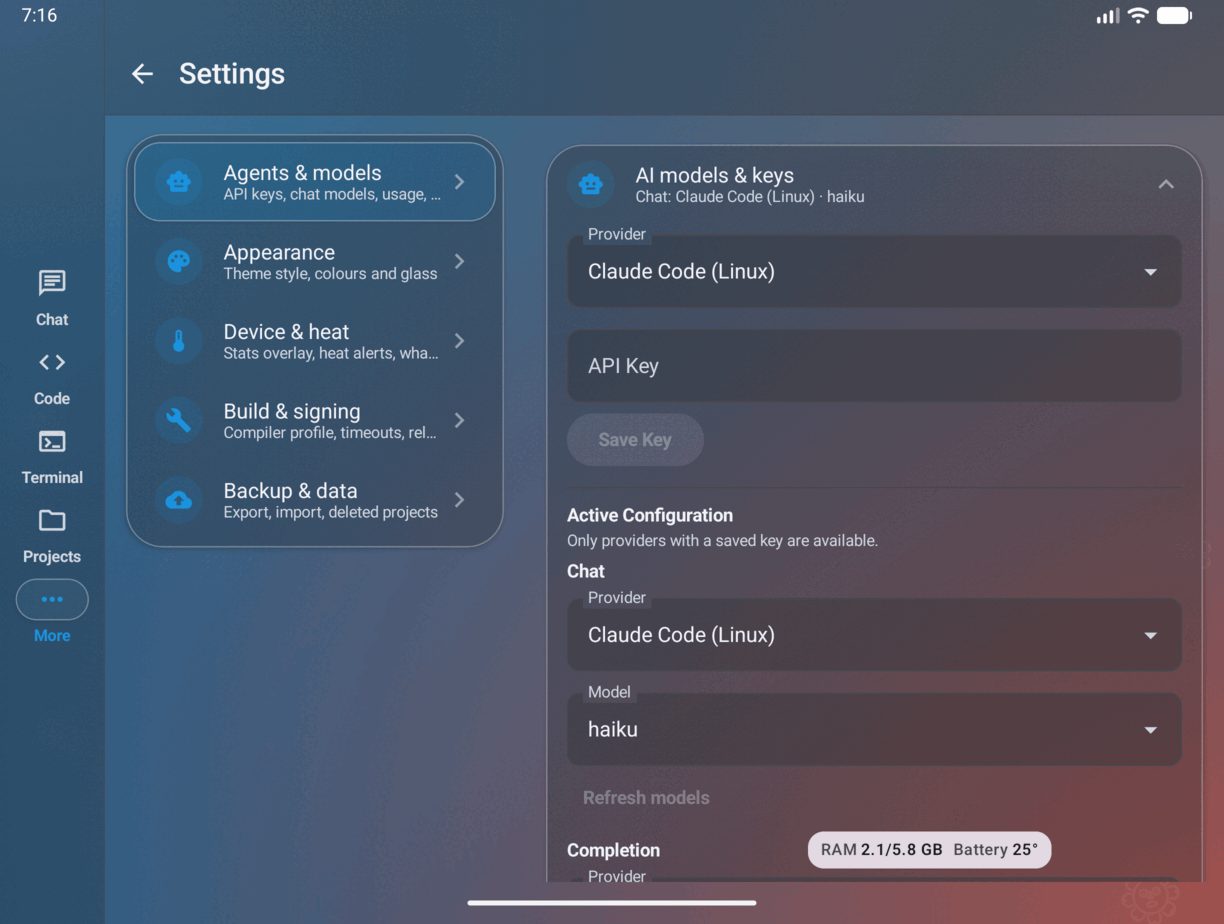 7:16
Settings
Agents & models
API keys, chat models, usage, ...
Appearance
Theme style, colours and glass
Device & heat
Stats overlay, heat alerts, wha...
Build & signing
Compiler profile, timeouts, rel...
Backup & data
Export, import, deleted projects
Chat
Code
Terminal
Projects
More
AI models & keys
Chat: Claude Code (Linux) · haiku
Provider
Claude Code (Linux)
API Key
Save Key
Active Configuration
Only providers with a saved key are available.
Chat
Provider
Claude Code (Linux)
Model
haiku
Refresh models
Completion
Provider
RAM 2.1/5.8 GB Battery 25°